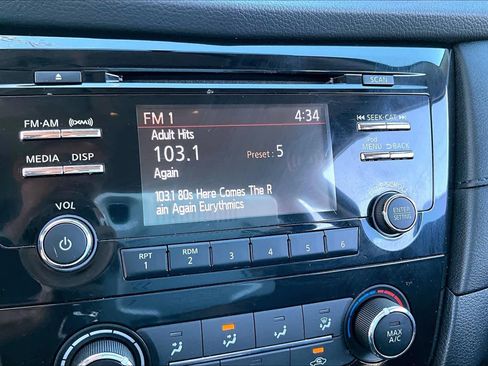 SCAN
FM·AM
(((XM)))
MEDIA DISP
VOL
FM 1 4:34
Adult Hits
103.1 Preset : 5
Again
103.1 80s Here Comes The R
ain Again Eurythmics
SEEK·CAT
iPod
MENU BACK
ENTER
SETTING
RPT
1
RDM
2
3
4
5
6
MAX
A/C